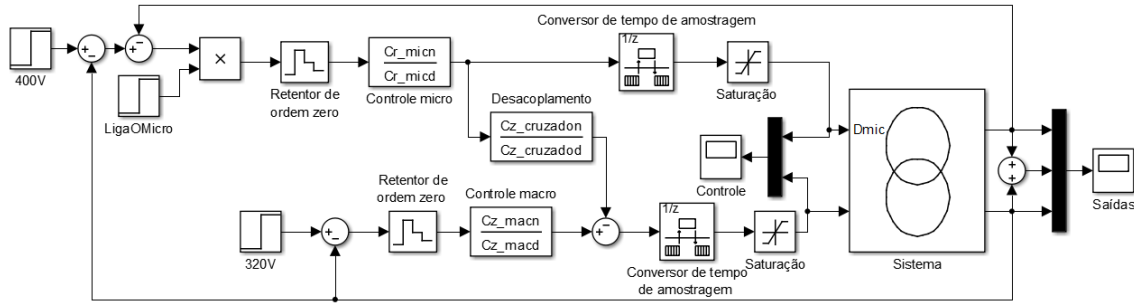 Conversor de tempo de amostragem
400V
×
Retentor de
ordem zero
Cr_micn
Cr_micd
Controle micro
1/z
Saturação
LigaOMicro
Desacoplamento
Cz_cruzadon
Cz_cruzadod
Dmic
Controle
Sistema
Saídas
320V
Retentor de
ordem zero
Controle macro
Cz_macn
Cz_macd
1/z
Conversor de tempo
de amostragem
Saturação